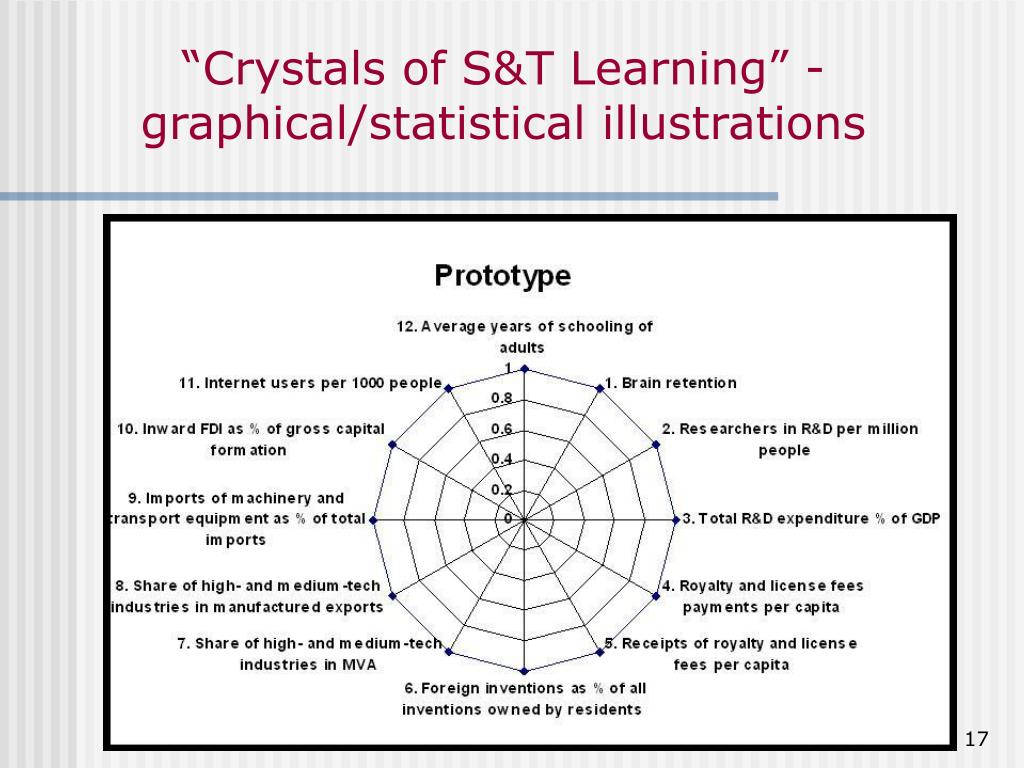 “Crystals of S&T Learning” -
graphical/statistical illustrations
Prototype
12. Average years of schooling of
adults
1
0.8
0.6
0.4
0.2
0
1. Brain retention
2. Researchers in R&D per million
people
3. Total R&D expenditure % of GDP
4. Royalty and license fees
payments per capita
5. Receipts of royalty and license
fees per capita
6. Foreign inventions as % of all
inventions owned by residents
7. Share of high- and medium-tech
industries in MVA
8. Share of high- and medium-tech
industries in manufactured exports
9. Imports of machinery and
transport equipment as % of total
imports
10. Inward FDI as % of gross capital
formation
11. Internet users per 1000 people
17